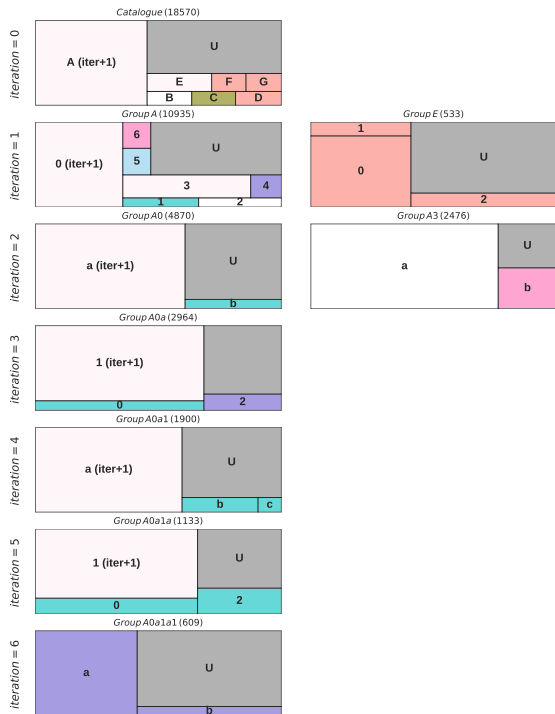 Catalogue (18570)
iteration = 0
A (iter+1)
U
E
F
G
B
C
D
Group A (10935)
Group E (533)
iteration = 1
0 (iter+1)
6
5
U
3
4
1
2
1
0
U
2
Group A0 (4870)
Group A3 (2476)
iteration = 2
a (iter+1)
U
b
a
U
b
Group A0a (2964)
iteration = 3
1 (iter+1)
0
2
Group A0a1 (1900)
iteration = 4
a (iter+1)
U
b
c
Group A0a1a (1133)
iteration = 5
1 (iter+1)
U
0
2
Group A0a1a1 (609)
iteration = 6
a
U
b